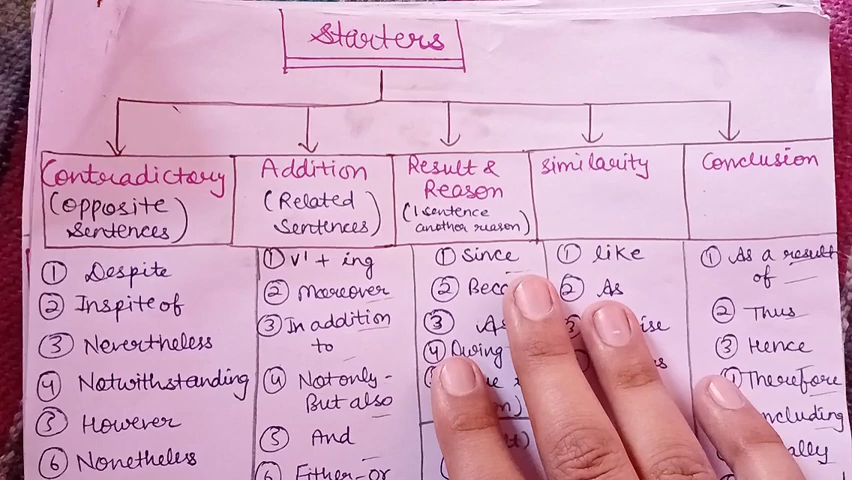 Starters
Contradictory
(Opposite
Sentences)
① Despite
② Inspite of
③ Nevertheless
④ Notwithstanding
⑤ However
⑥ Nonetheless
Addition
(Related
Sentences)
① V¹ + ing
② Moreover
③ In addition
to
④ Not only -
But also
⑤ And
⑥ Either-or
Result &
Reason
(1 sentence
another reason)
① Since
②
③ As
④ Owing
Similarity
① like
② As
Conclusion
① As a result
of
② Thus
③ Hence
④ Therefore